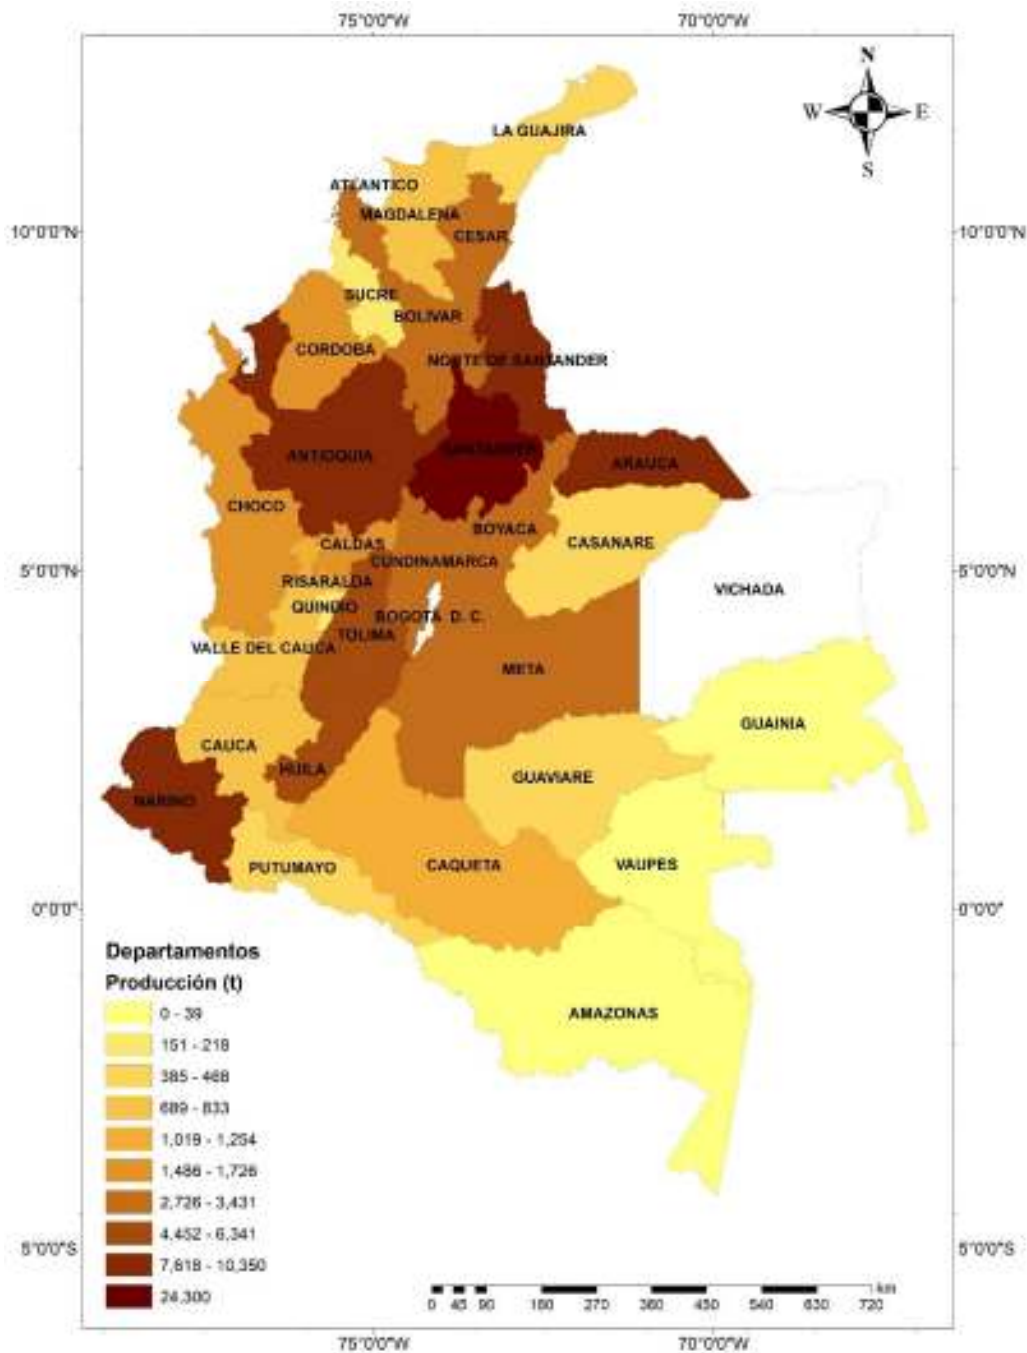 75°0'0"W
70°0'0"W
N
W
E
S
LA GUAJIRA
ATLANTICO
MAGDALENA
10°0'0"N
CESAR
10°0'0"N
SUCRE
BOLIVAR
CORDOBA
NORTE DE SANTANDER
SANTANDER
ANTIOQUIA
ARAUCA
CHOCO
BOYACA
CALDAS
CASANARE
CUNDINAMARCA
5°0'0"N
5°0'0"N
RISARALDA
VICHADA
QUINDIO
BOGOTA D. C.
TOLIMA
VALLE DEL CAUCA
META
GUAINIA
CAUCA
HUILA
GUAVIARE
NARIÑO
PUTUMAYO
CAQUETA
VAUPES
0°0'0"
0°0'0"
Departamentos
Producción (t)
0 - 39
AMAZONAS
151 - 218
385 - 468
689 - 833
1,019 - 1,254
1,486 - 1,726
2,726 - 3,431
4,452 - 6,341
5°0'0"S
5°0'0"S
7,618 - 10,350
24,300
km
0 45 90 180 270 360 450 540 630 720
75°0'0"W
70°0'0"W